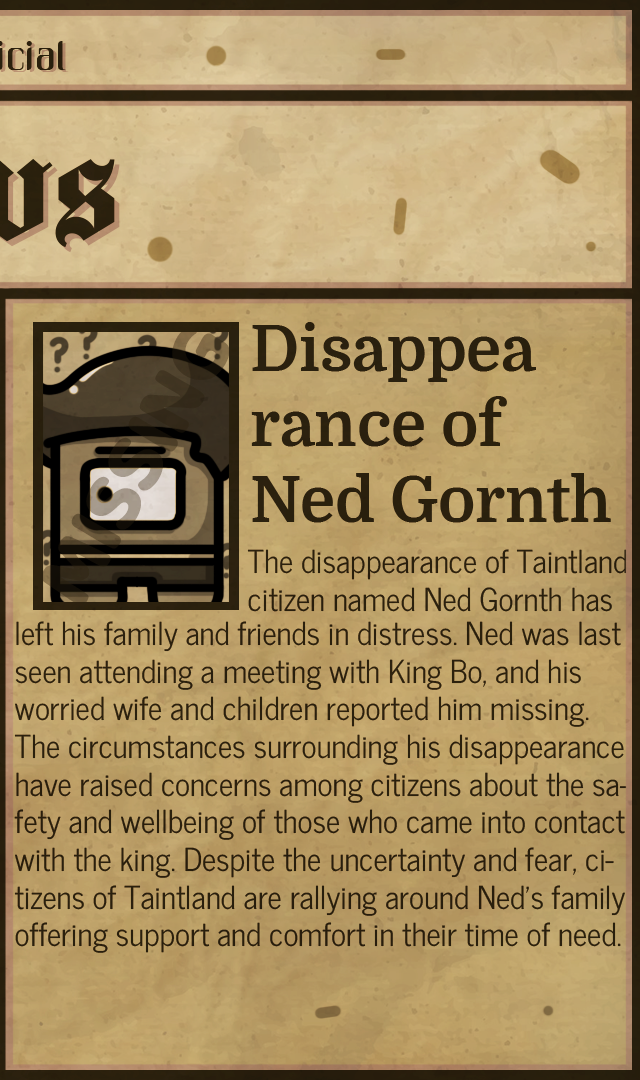 icial
ws
Disappea
rance of
Ned Gornth
? ? ? ?
MISSING
The disappearance of Taintland
citizen named Ned Gornth has
left his family and friends in distress. Ned was last
seen attending a meeting with King Bo, and his
worried wife and children reported him missing.
The circumstances surrounding his disappearance
have raised concerns among citizens about the sa-
fety and wellbeing of those who came into contact
with the king. Despite the uncertainty and fear, ci-
tizens of Taintland are rallying around Ned's family
offering support and comfort in their time of need.